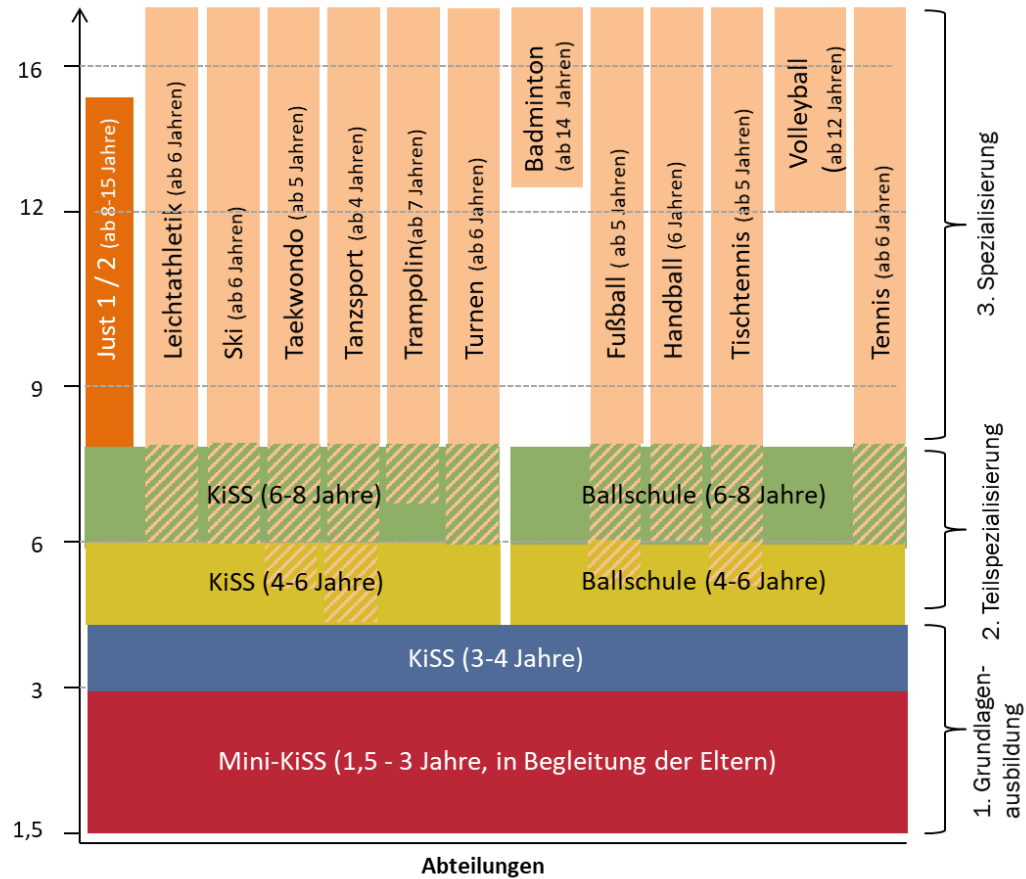 16
12
9
6
3
1,5
Just 1 / 2 (ab 8-15 Jahre)
Leichtathletik (ab 6 Jahren)
Ski (ab 6 Jahren)
Taekwondo (ab 5 Jahren)
Tanzsport (ab 4 Jahren)
Trampolin(ab 7 Jahren)
Turnen (ab 6 Jahren)
Badminton
(ab 14 Jahren)
Fußball ( ab 5 Jahren)
Handball (6 Jahren)
Tischtennis (ab 5 Jahren)
Volleyball
(ab 12 Jahren)
Tennis (ab 6 Jahren)
KiSS (6-8 Jahre)
Ballschule (6-8 Jahre)
KiSS (4-6 Jahre)
Ballschule (4-6 Jahre)
KiSS (3-4 Jahre)
Mini-KiSS (1,5 - 3 Jahre, in Begleitung der Eltern)
3. Spezialisierung
2. Teilspezialisierung
1. Grundlagen-
ausbildung
Abteilungen